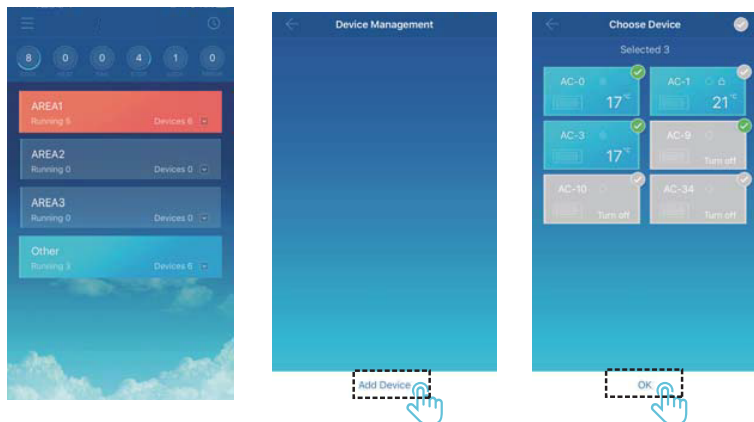 8 0 0 4 1 0
AREA1
Running 5 Devices 6
AREA2
Running 0 Devices 0
AREA3
Running 0 Devices 0
Other
Running 3 Devices 6
Device Management
Add Device
Choose Device
Selected 3
AC-0
17°C
AC-1
21°C
AC-3
17°C
AC-9
Turn off
AC-10
Turn off
AC-34
Turn off
OK